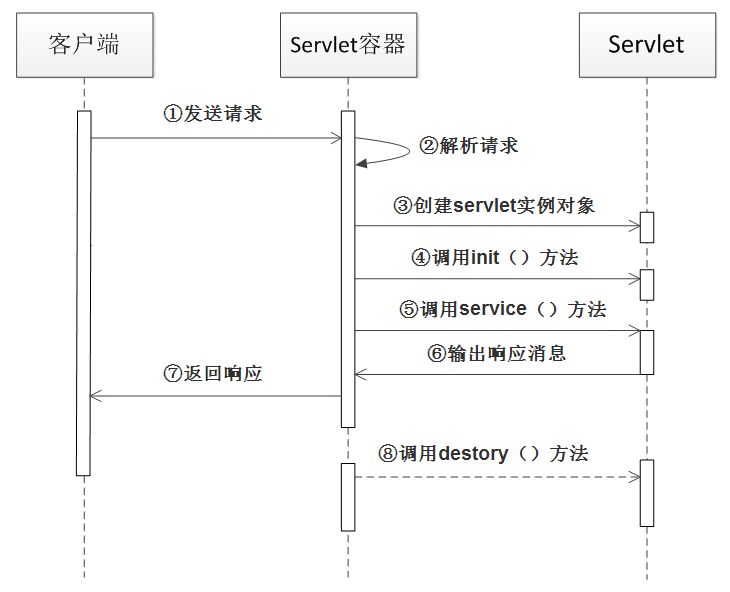 客户端
Servlet容器
Servlet
①发送请求
②解析请求
③创建servlet实例对象
④调用init（）方法
⑤调用service（）方法
⑥输出响应消息
⑦返回响应
⑧调用destory（）方法